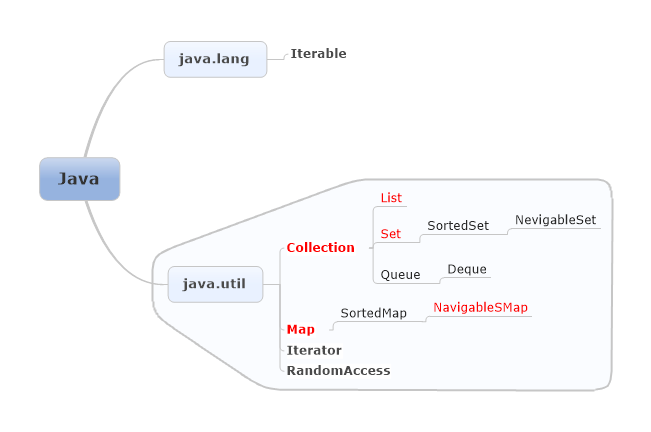 java.lang
Iterable
Java
java.util
Collection
List
Set
SortedSet
NevigableSet
Queue
Deque
Map
SortedMap
NavigableSMap
Iterator
RandomAccess